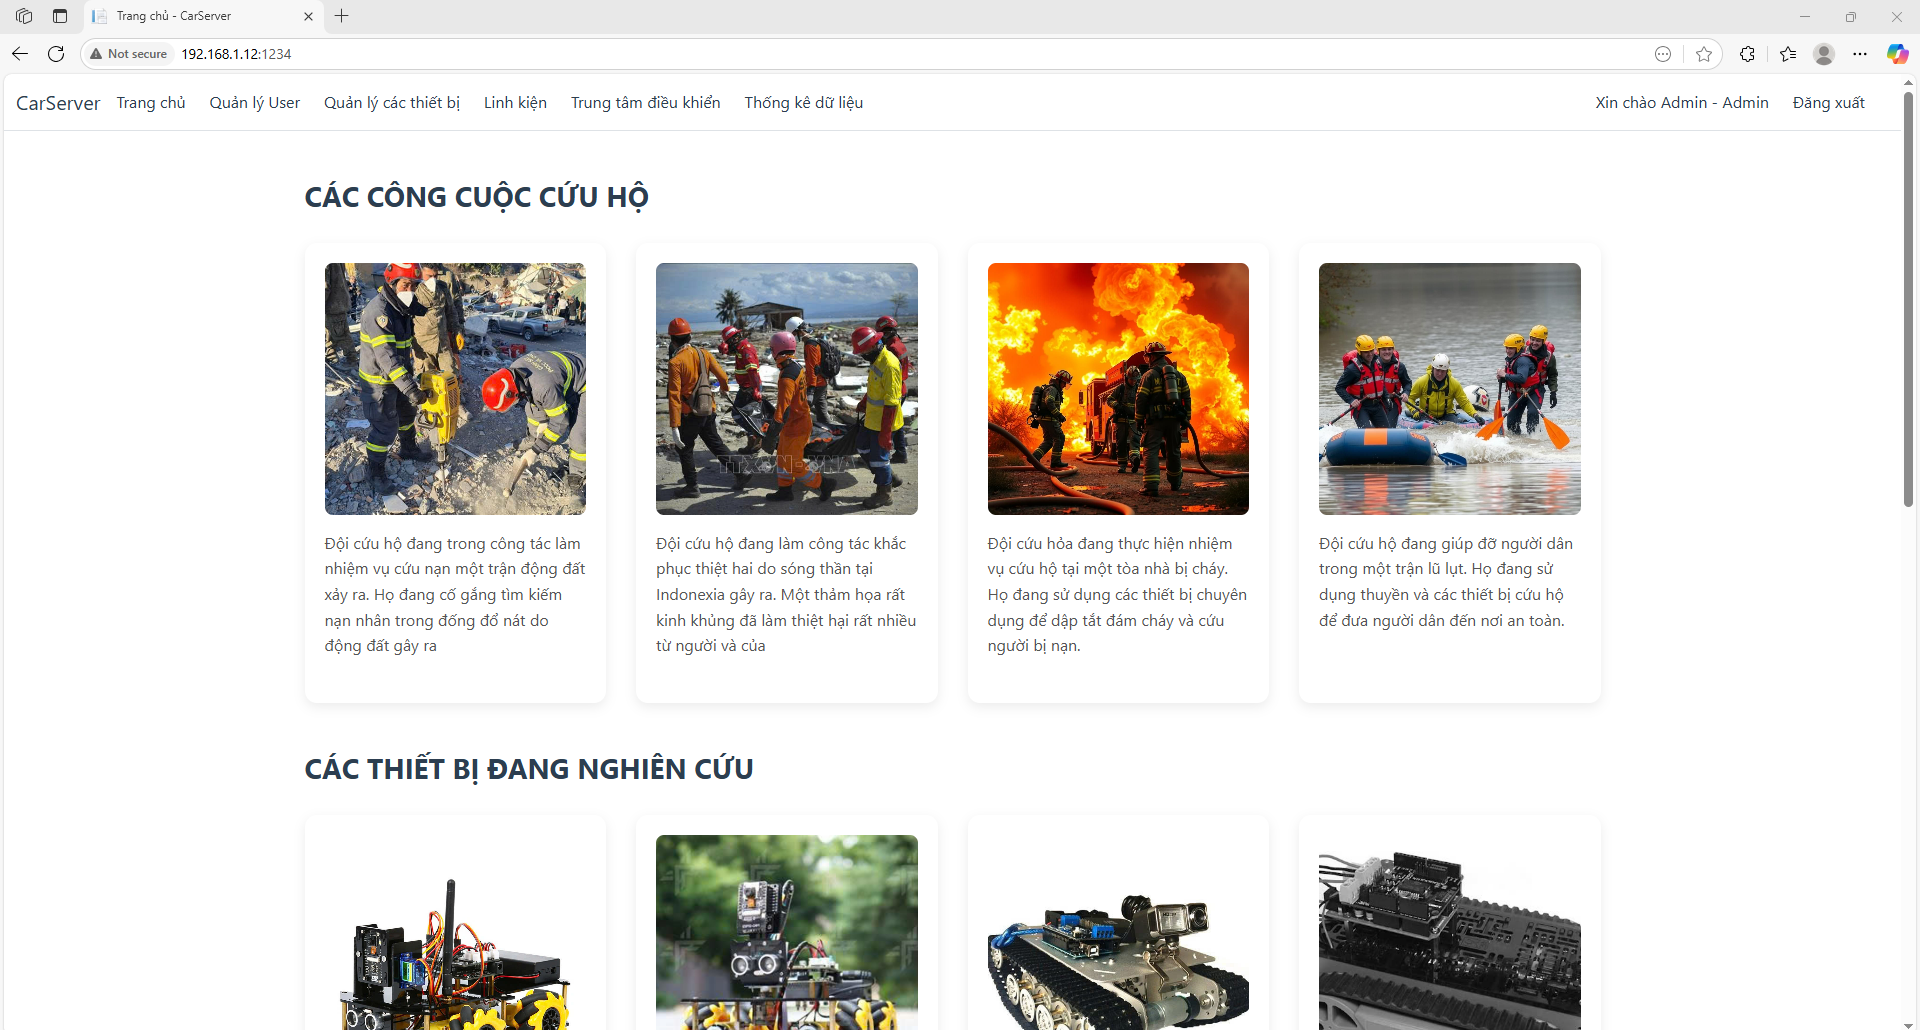 Trang chủ - CarServer
Not secure 192.168.1.12:1234
CarServer Trang chủ Quản lý User Quản lý các thiết bị Linh kiện Trung tâm điều khiển Thống kê dữ liệu Xin chào Admin - Admin Đăng xuất
CÁC CÔNG CUỘC CỨU HỘ
Đội cứu hộ đang trong công tác làm
nhiệm vụ cứu nạn một trận động đất
xảy ra. Họ đang cố gắng tìm kiếm
nạn nhân trong đống đổ nát do
động đất gây ra
Đội cứu hộ đang làm công tác khắc
phục thiệt hai do sóng thần tại
Indonexia gây ra. Một thảm họa rất
kinh khủng đã làm thiệt hại rất nhiều
từ người và của
Đội cứu hỏa đang thực hiện nhiệm
vụ cứu hộ tại một tòa nhà bị cháy.
Họ đang sử dụng các thiết bị chuyên
dụng để dập tắt đám cháy và cứu
người bị nạn.
Đội cứu hộ đang giúp đỡ người dân
trong một trận lũ lụt. Họ đang sử
dụng thuyền và các thiết bị cứu hộ
để đưa người dân đến nơi an toàn.
CÁC THIẾT BỊ ĐANG NGHIÊN CỨU